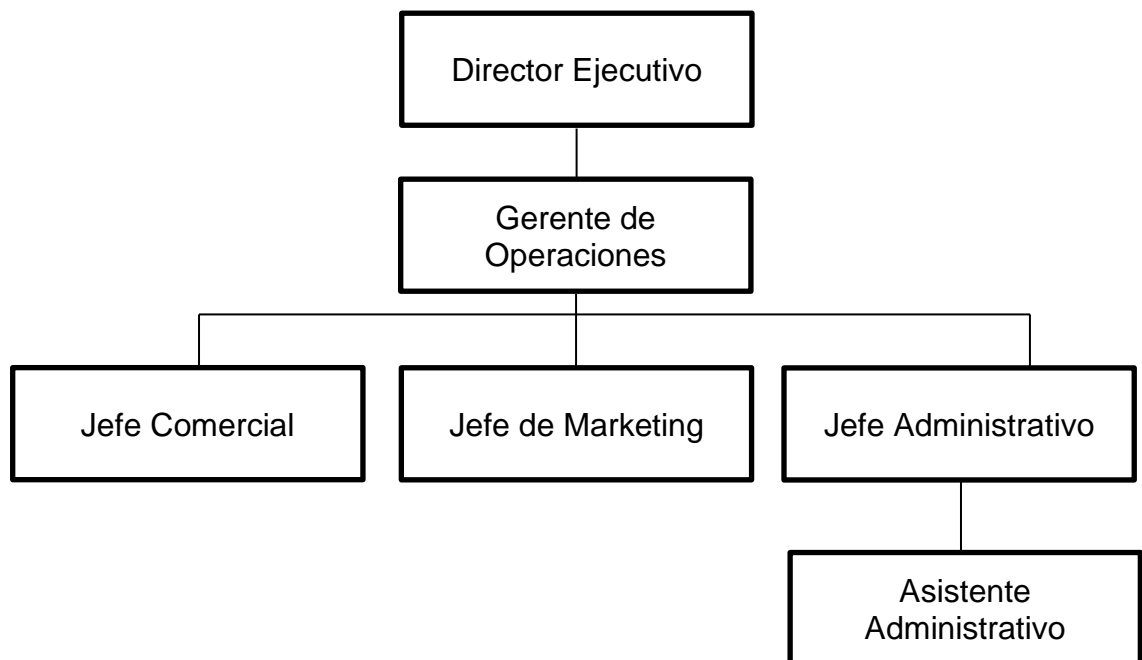 Director Ejecutivo
Gerente de
Operaciones
Jefe Comercial
Jefe de Marketing
Jefe Administrativo
Asistente
Administrativo